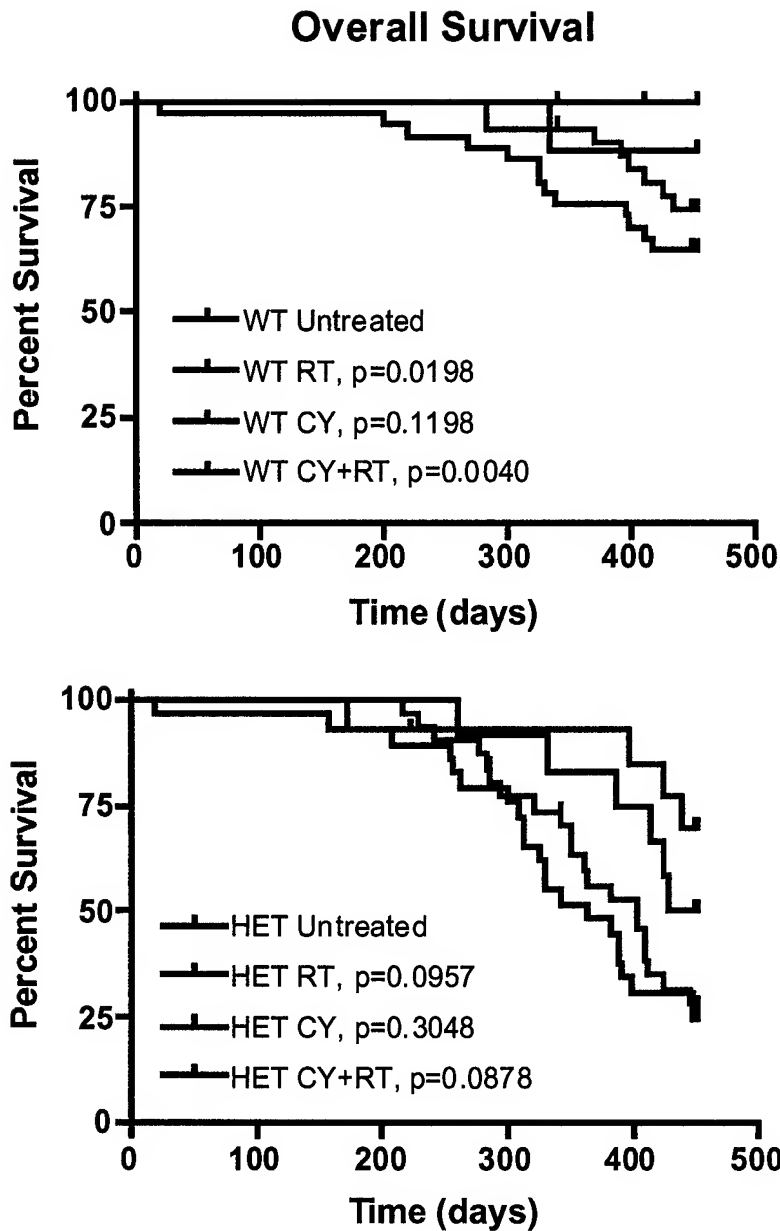 Overall Survival
100
75
50
25
0
Percent Survival
WT Untreated
WT RT, p=0.0198
WT CY, p=0.1198
WT CY+RT, p=0.0040
0 100 200 300 400 500
Time (days)
100
75
50
25
0
Percent Survival
HET Untreated
HET RT, p=0.0957
HET CY, p=0.3048
HET CY+RT, p=0.0878
0 100 200 300 400 500
Time (days)